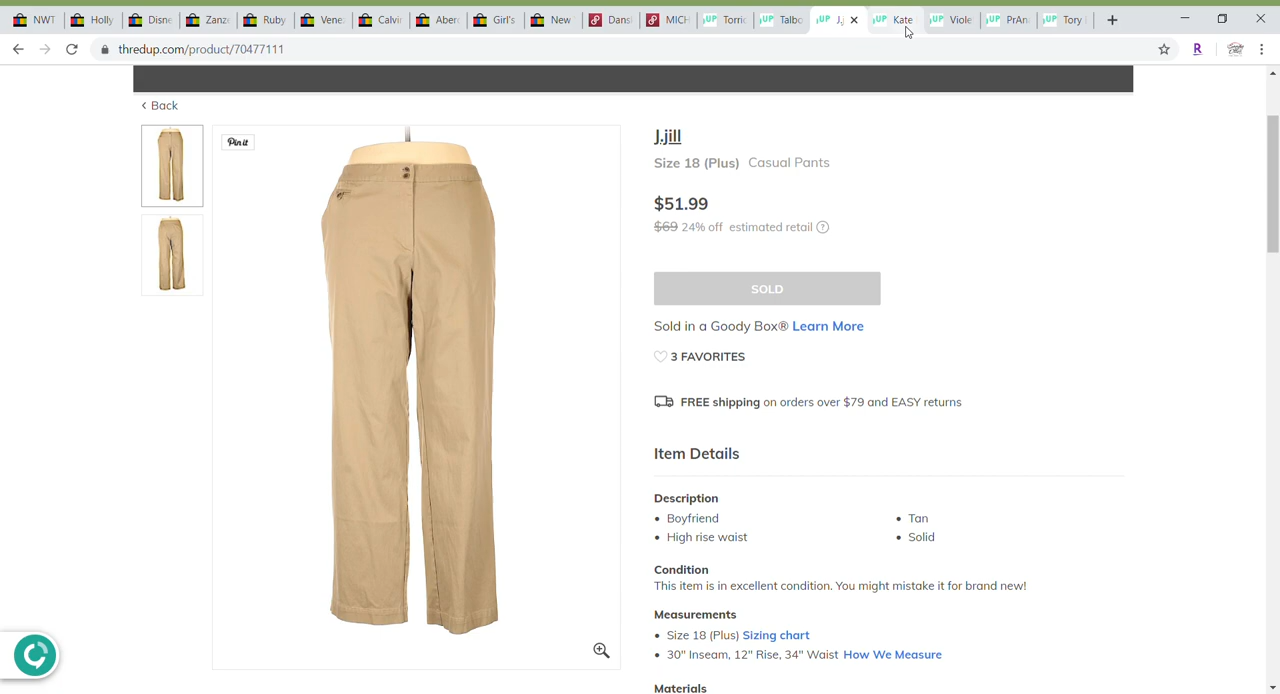 NWT
Holly
Disne
Zanz
Ruby
Vene
Calvi
Aberc
Girl's
New
Dans
MICH
Torri
Talbo
J.j
Kate
Viole
PrAn
Tory
thredup.com/product/70477111
Back
Pin it
J.jill
Size 18 (Plus) Casual Pants
$51.99
$69 24% off estimated retail ?
SOLD
Sold in a Goody Box® Learn More
3 FAVORITES
FREE shipping on orders over $79 and EASY returns
Item Details
Description
• Boyfriend
• Tan
• High rise waist
• Solid
Condition
This item is in excellent condition. You might mistake it for brand new!
Measurements
• Size 18 (Plus) Sizing chart
• 30" Inseam, 12" Rise, 34" Waist How We Measure
Materials